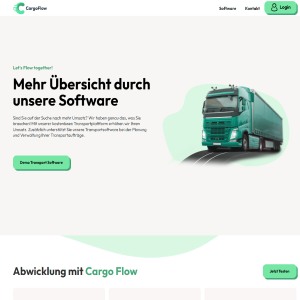 CargoFlow
Software
Kontakt
Login
Let's Flow together!
Mehr Übersicht durch
unsere Software
Sind Sie auf der Suche nach mehr Umsatz? Wir haben genau das, was Sie
brauchen! Mit unserer kostenlosen Transportplattform erhöhen wir Ihren
Umsatz. Zusätzlich unterstützt Sie unsere Transportsoftware bei der Planung
und Verwaltung Ihrer Transportaufträge.
Demo Transport Software
Abwicklung mit Cargo Flow
Jetzt Testen